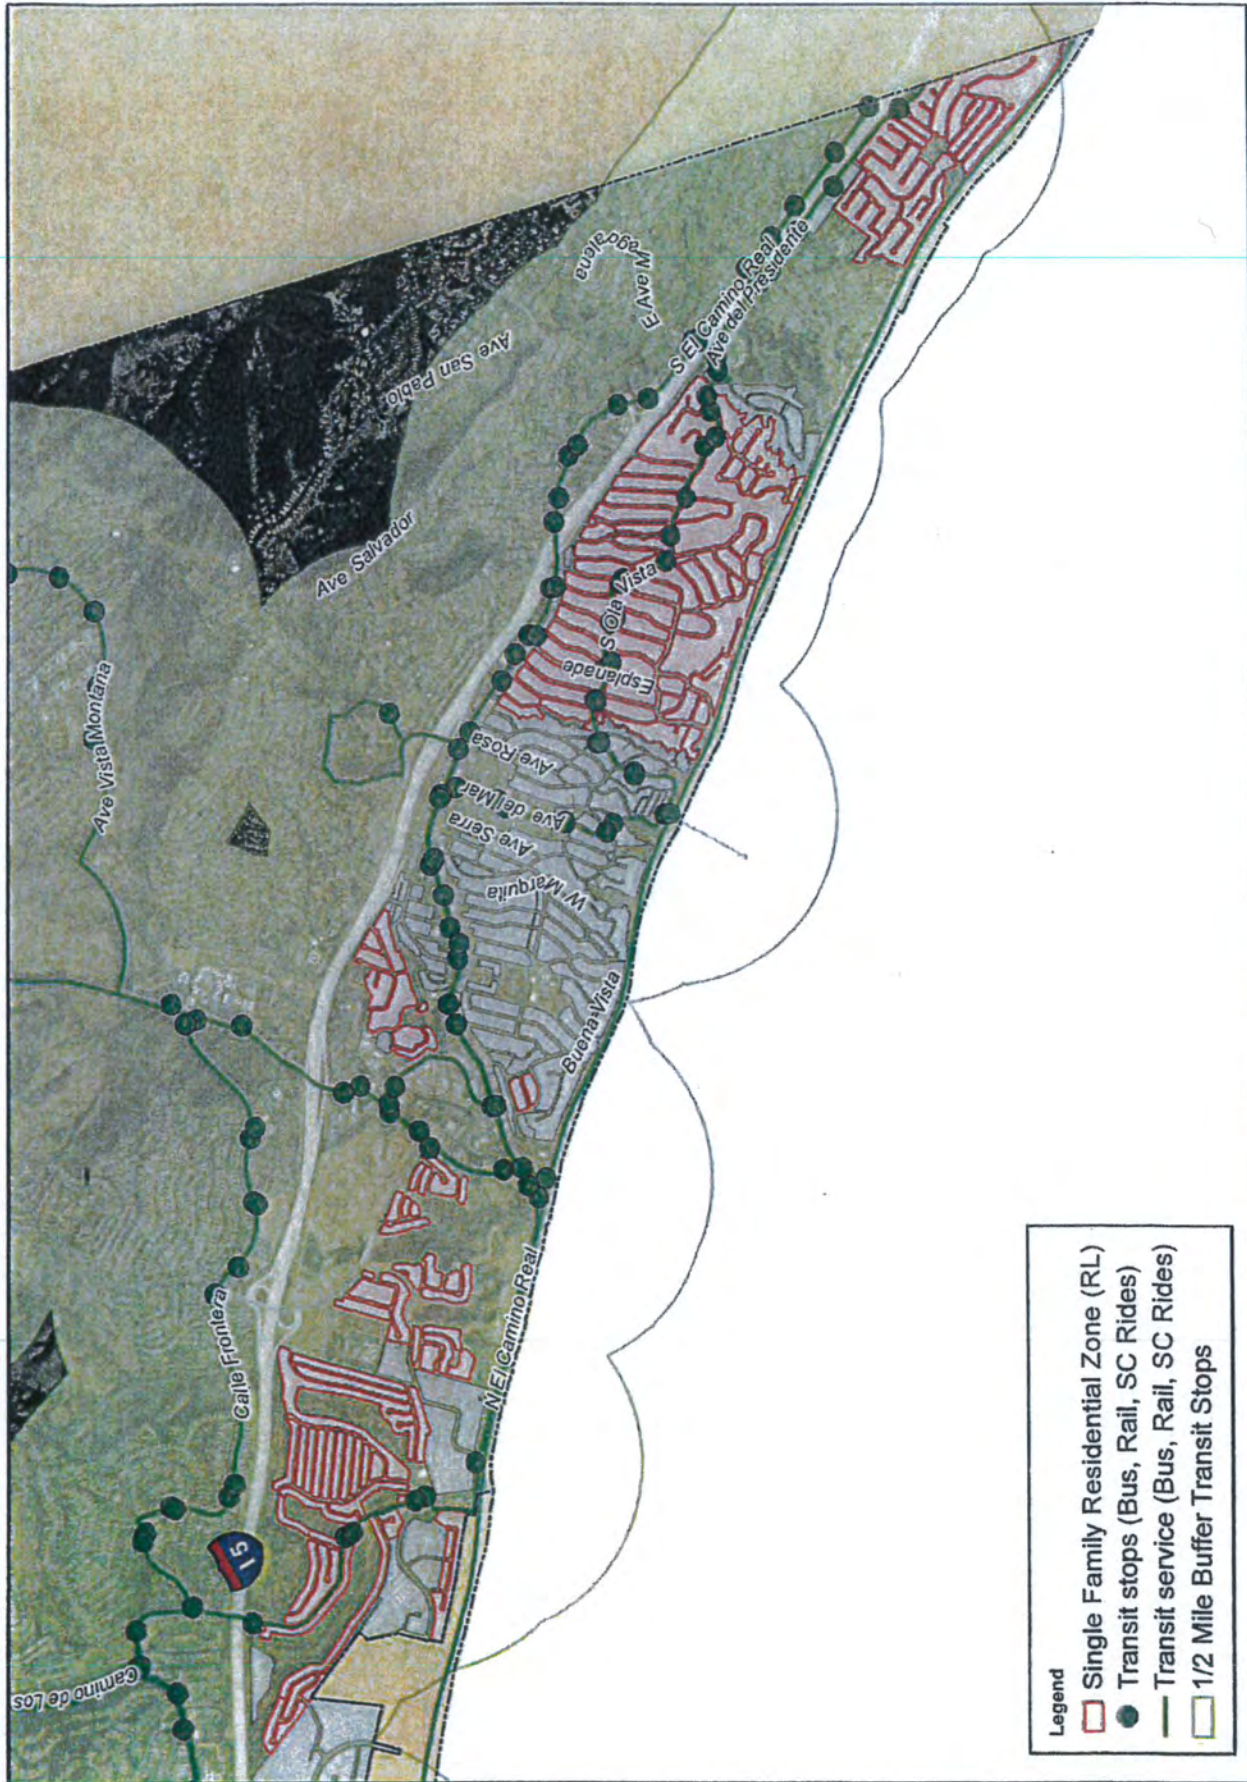 Camino de Los
Ave Vista Montana
Calle Frontera
15
N El Camino Real
Buena Vista
W Marquita
Ave Serra
Ave del Mar
Ave Rosa
Esplanade
S Ola Vista
Ave Salvador
Ave San Pablo
E Ave Magdalena
S El Camino Real
Ave del Presidente
Legend
Single Family Residential Zone (RL)
Transit stops (Bus, Rail, SC Rides)
Transit service (Bus, Rail, SC Rides)
1/2 Mile Buffer Transit Stops